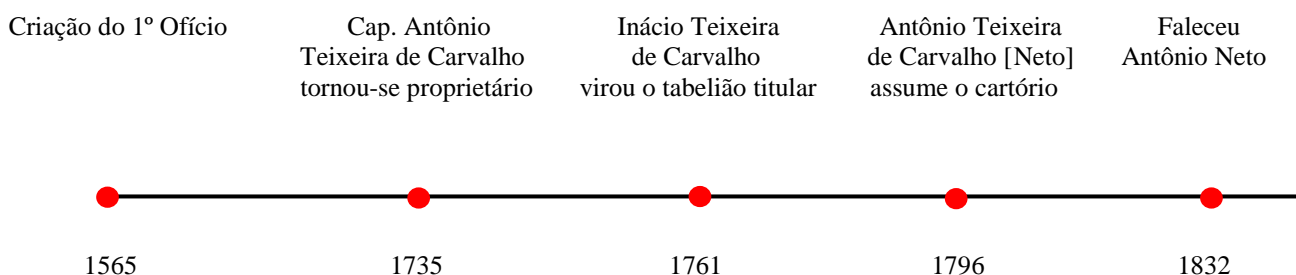 Criação do 1º Ofício
Cap. Antônio
Teixeira de Carvalho
tornou-se proprietário
Inácio Teixeira
de Carvalho
virou o tabelião titular
Antônio Teixeira
de Carvalho [Neto]
assume o cartório
Faleceu
Antônio Neto
1565
1735
1761
1796
1832